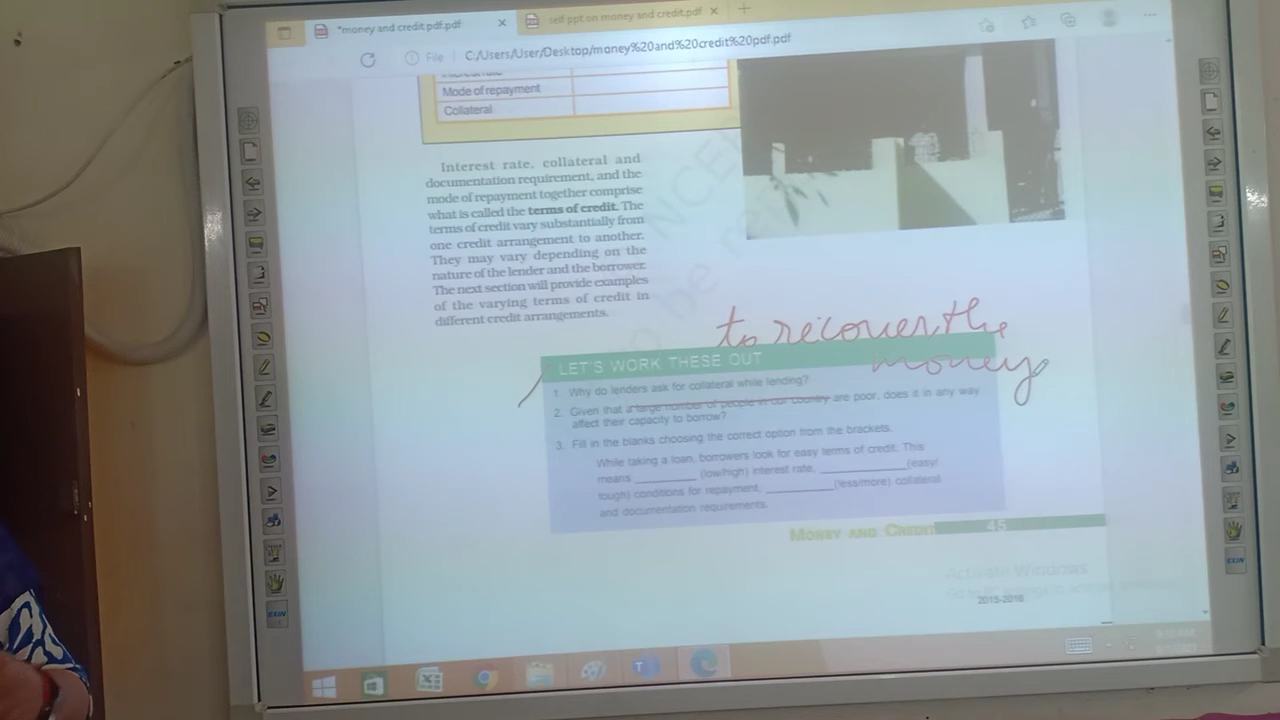 *money and credit pdf.pdf
self ppt on money and credit.pdf
File
C:/Users/User/Desktop/money%20and%20credit%20pdf.pdf
Mode of repayment
Collateral
Interest rate, collateral and
documentation requirement, and the
mode of repayment together comprise
what is called the terms of credit. The
terms of credit vary substantially from
one credit arrangement to another.
They may vary depending on the
nature of the lender and the borrower.
The next section will provide examples
of the varying terms of credit in
different credit arrangements.
to recover the
money
LET'S WORK THESE OUT
1. Why do lenders ask for collateral while lending?
2. Given that a large number of people in our country are poor, does it in any way
affect their capacity to borrow?
3. Fill in the blanks choosing the correct option from the brackets.
While taking a loan, borrowers look for easy terms of credit. This
means __________ (low/high) interest rate, ______________(easy/
tough) conditions for repayment, ___________(less/more) collateral
and documentation requirements.
MONEY AND CREDIT 45
Activate Windows
2015-2016
EXIN
EXIN